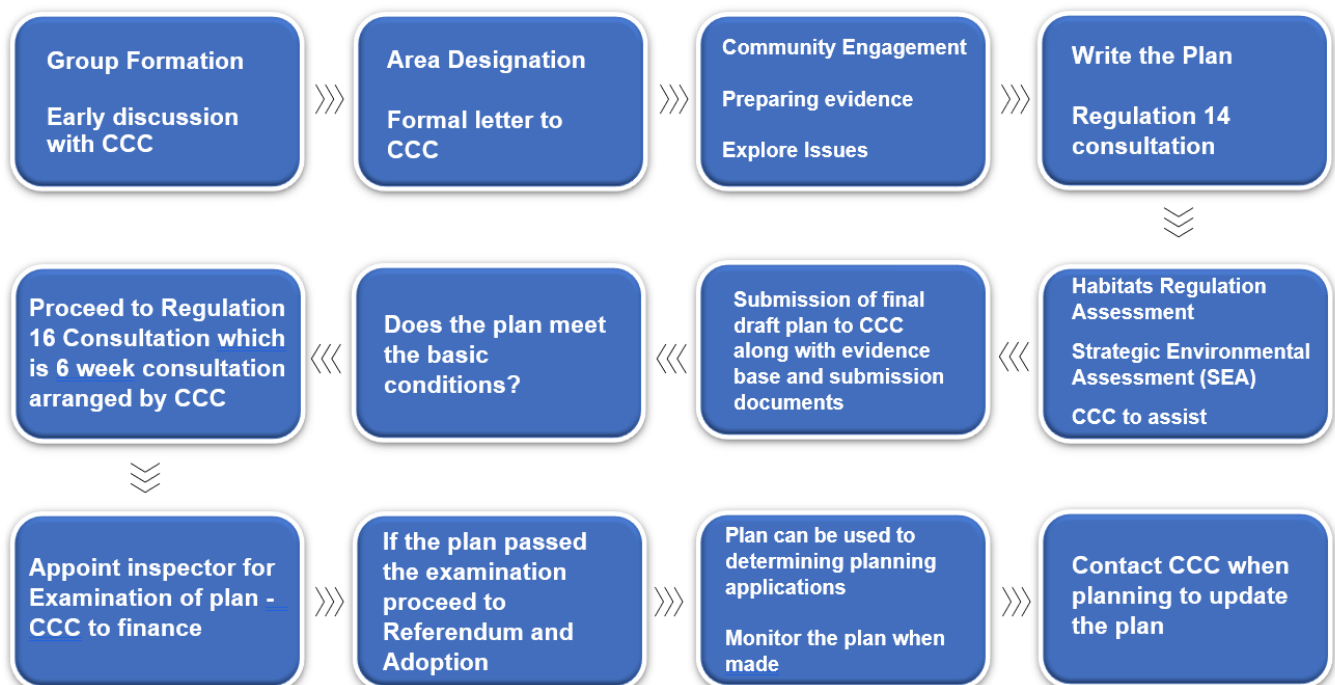 Group Formation
Early discussion
with CCC
Area Designation
Formal letter to
CCC
Community Engagement
Preparing evidence
Explore Issues
Write the Plan
Regulation 14
consultation
Habitats Regulation
Assessment
Strategic Environmental
Assessment (SEA)
CCC to assist
Submission of final
draft plan to CCC
along with evidence
base and submission
documents
Does the plan meet
the basic
conditions?
Proceed to Regulation
16 Consultation which
is 6 week consultation
arranged by CCC
Appoint inspector for
Examination of plan -
CCC to finance
If the plan passed
the examination
proceed to
Referendum and
Adoption
Plan can be used to
determining planning
applications
Monitor the plan when
made
Contact CCC when
planning to update
the plan